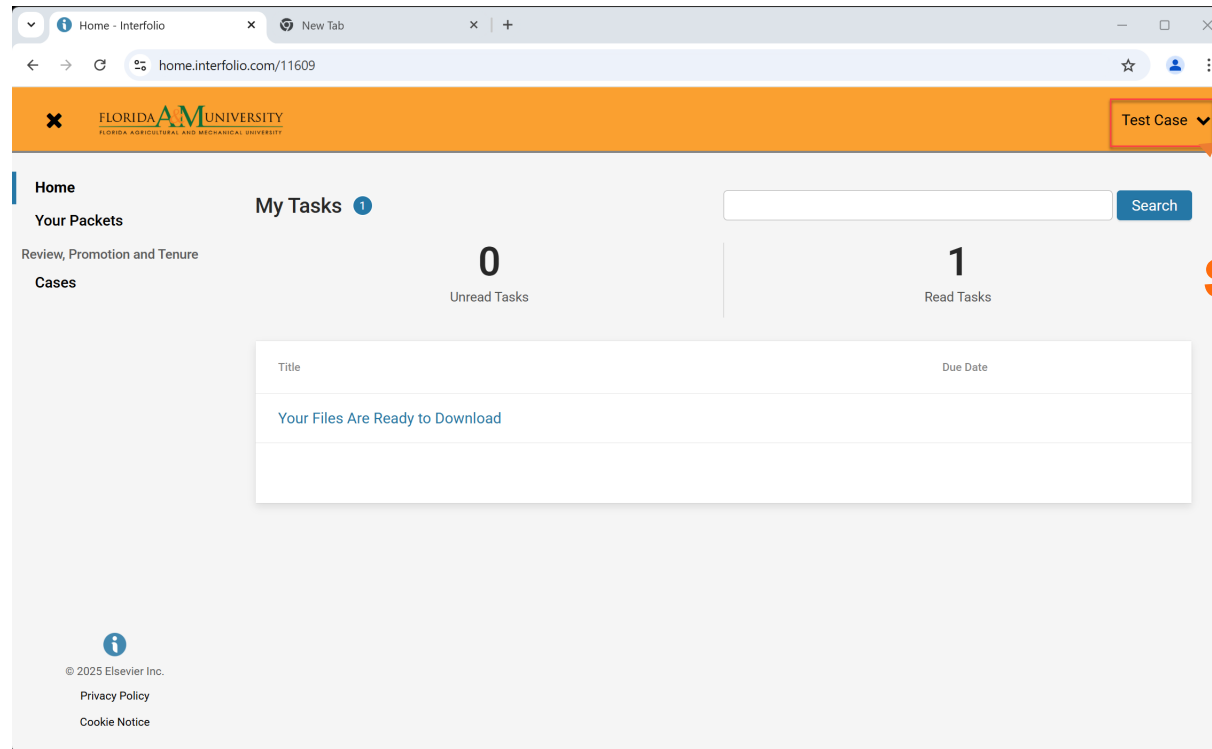 Home - Interfolio
New Tab
home.interfolio.com/11609
FLORIDA A&M UNIVERSITY
FLORIDA AGRICULTURAL AND MECHANICAL UNIVERSITY
Test Case
Home
Your Packets
Review, Promotion and Tenure
Cases
My Tasks 1
Search
0
Unread Tasks
1
Read Tasks
Title
Due Date
Your Files Are Ready to Download
© 2025 Elsevier Inc.
Privacy Policy
Cookie Notice